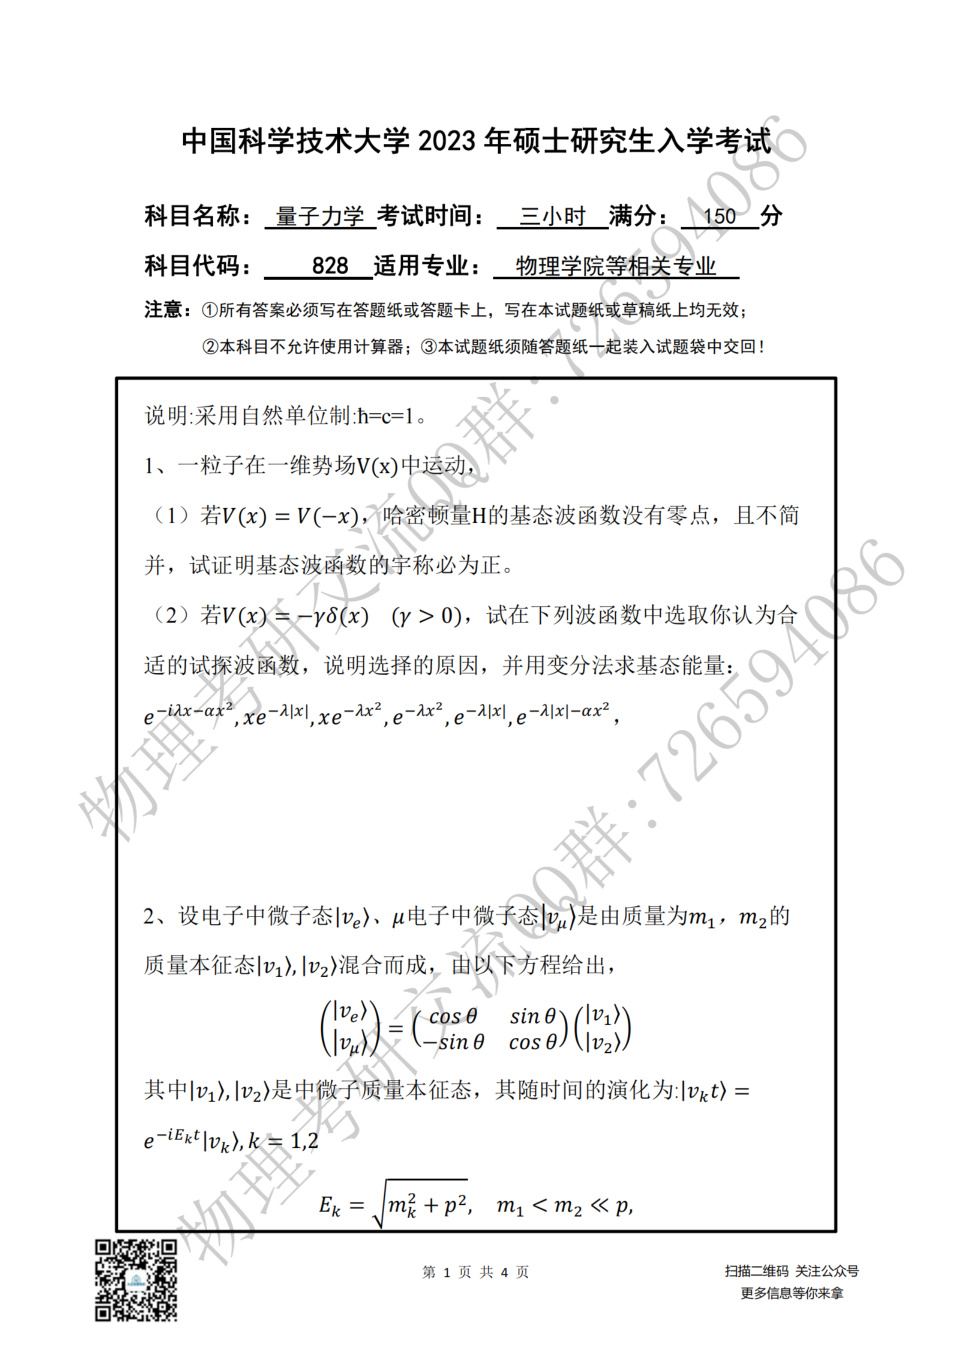 中国科学技术大学 2023 年硕士研究生入学考试
科目名称： 量子力学 考试时间： 三小时 满分： 150 分
科目代码： 828 适用专业： 物理学院等相关专业
注意：①所有答案必须写在答题纸或答题卡上，写在本试题纸或草稿纸上均无效；
②本科目不允许使用计算器；③本试题纸须随答题纸一起装入试题袋中交回！
说明:采用自然单位制:ħ=c=1。
1、一粒子在一维势场V(x)中运动，
（1）若V(x) = V(−x)，哈密顿量H的基态波函数没有零点，且不简
并，试证明基态波函数的宇称必为正。
（2）若V(x) = −γδ(x) (γ > 0)，试在下列波函数中选取你认为合
适的试探波函数，说明选择的原因，并用变分法求基态能量：
e^{−iλx−αx²}, xe^{−λ|x|}, xe^{−λx²}, e^{−λx²}, e^{−λ|x|}, e^{−λ|x|−αx²},
2、设电子中微子态|v_e⟩、μ电子中微子态|v_μ⟩是由质量为m₁，m₂的
质量本征态|v₁⟩, |v₂⟩混合而成，由以下方程给出，
(|v_e⟩ |v_μ⟩) = (cos θ sin θ −sin θ cos θ) (|v₁⟩ |v₂⟩)
其中|v₁⟩, |v₂⟩是中微子质量本征态，其随时间的演化为:|v_k t⟩ =
e^{−iE_k t}|v_k⟩, k = 1,2
E_k = √(m_k² + p²), m₁ < m₂ ≪ p,
物理考研交流QQ群:726594086
物理考研交流QQ群:726594086
第 1 页 共 4 页
扫描二维码 关注公众号
更多信息等你来拿